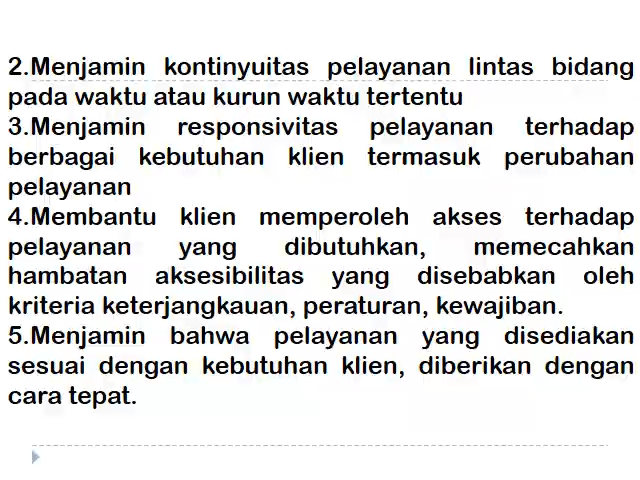 2.Menjamin kontinyuitas pelayanan lintas bidang
pada waktu atau kurun waktu tertentu
3.Menjamin responsivitas pelayanan terhadap
berbagai kebutuhan klien termasuk perubahan
pelayanan
4.Membantu klien memperoleh akses terhadap
pelayanan yang dibutuhkan, memecahkan
hambatan aksesibilitas yang disebabkan oleh
kriteria keterjangkauan, peraturan, kewajiban.
5.Menjamin bahwa pelayanan yang disediakan
sesuai dengan kebutuhan klien, diberikan dengan
cara tepat.